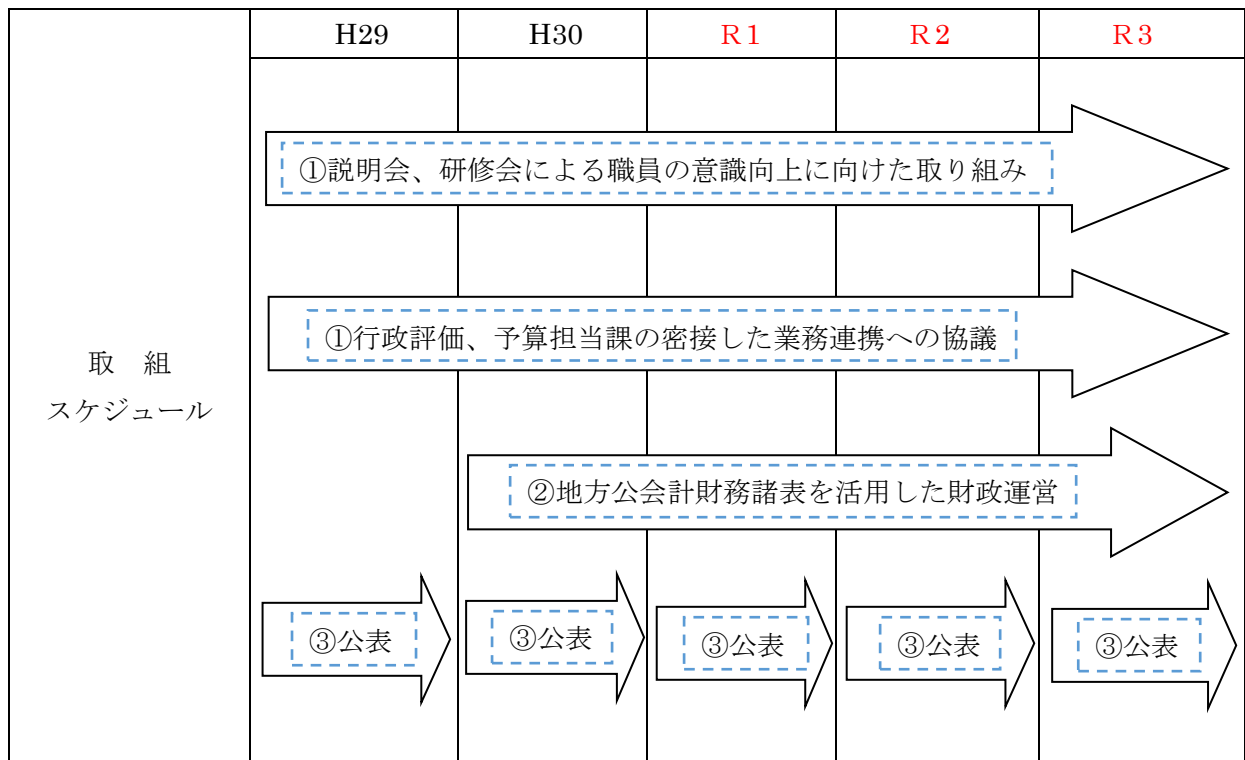 H29 H30 R1 R2 R3
①説明会、研修会による職員の意識向上に向けた取り組み
①行政評価、予算担当課の密接した業務連携への協議
取 組
スケジュール
②地方公会計財務諸表を活用した財政運営
③公表 ③公表 ③公表 ③公表 ③公表